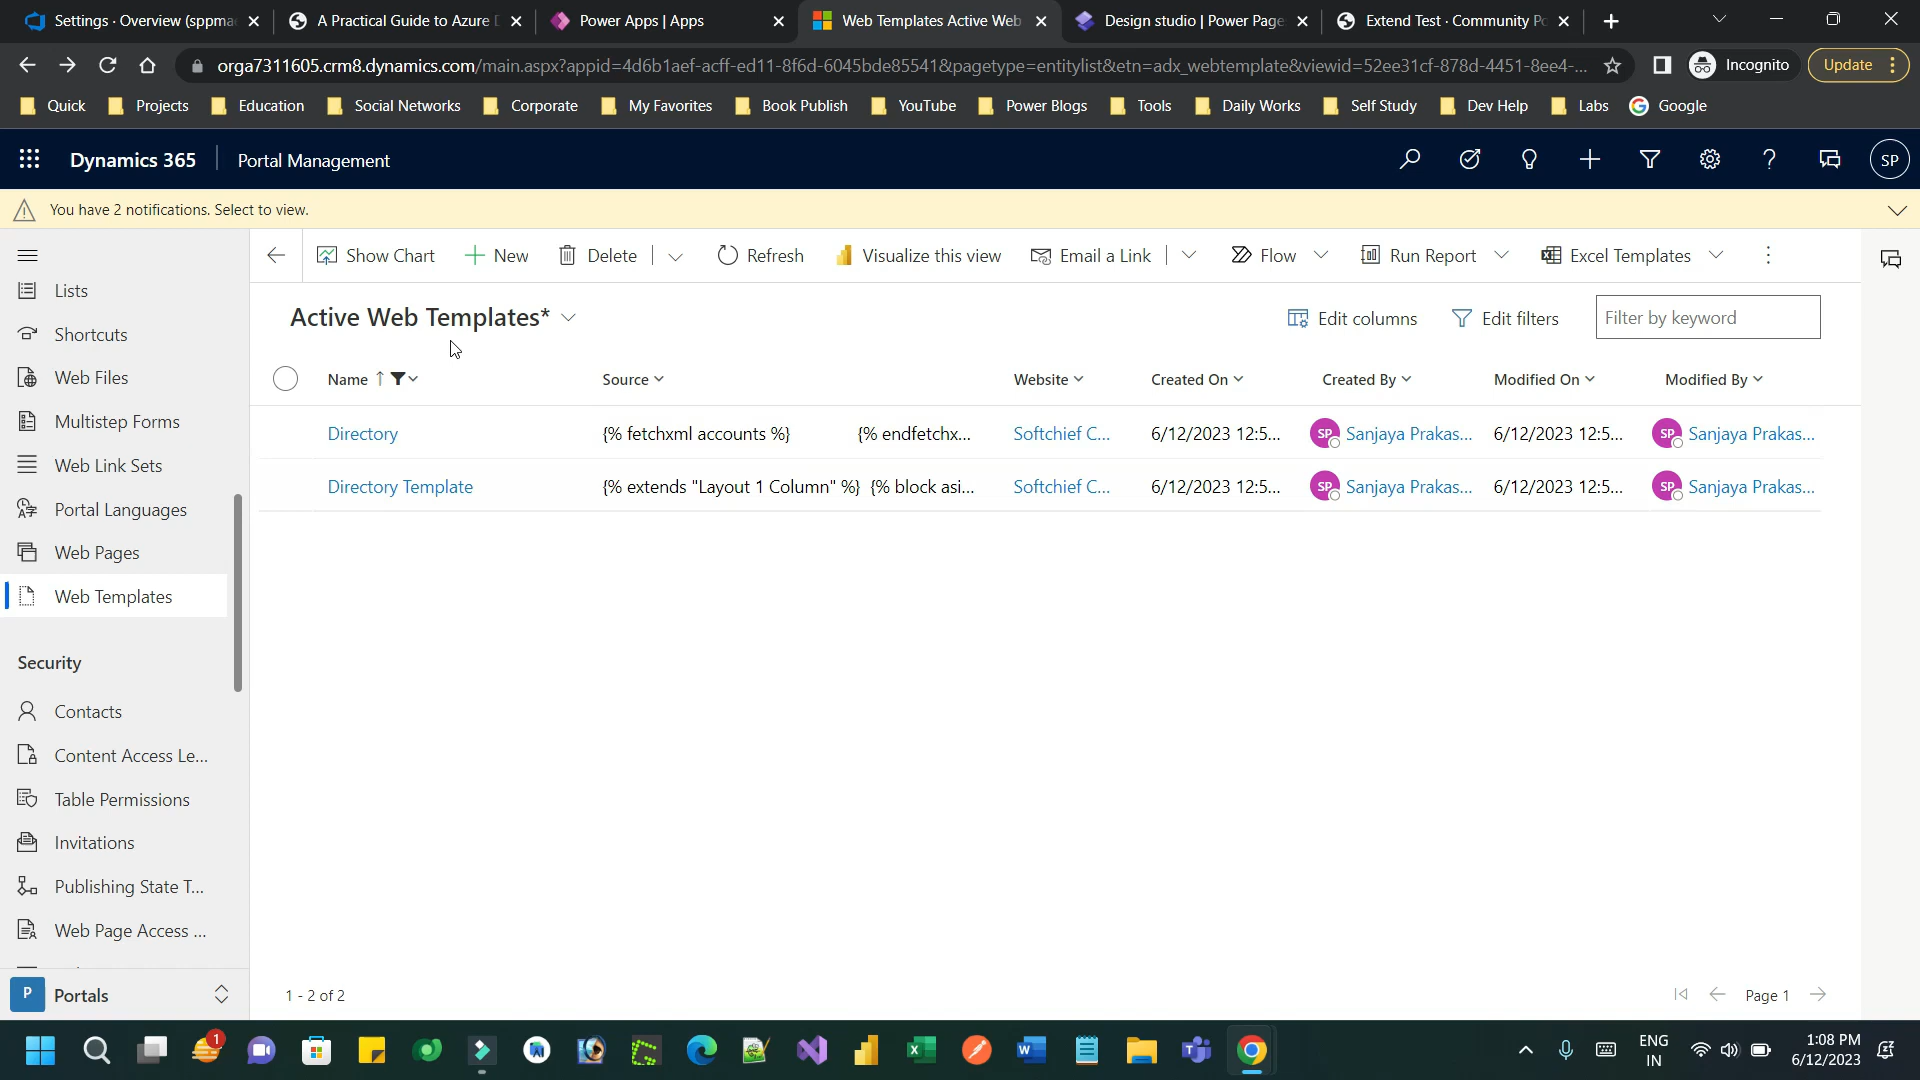 Settings · Overview (sppma
A Practical Guide to Azure D
Power Apps | Apps
Web Templates Active Web
Design studio | Power Page
Extend Test · Community Po
orga7311605.crm8.dynamics.com/main.aspx?appid=4d6b1aef-acff-ed11-8f6d-6045bde85541&pagetype=entitylist&etn=adx_webtemplate&viewid=52ee31cf-878d-4451-8ee4-...
Incognito
Update
Quick
Projects
Education
Social Networks
Corporate
My Favorites
Book Publish
YouTube
Power Blogs
Tools
Daily Works
Self Study
Dev Help
Labs
Google
Dynamics 365
Portal Management
SP
You have 2 notifications. Select to view.
Show Chart
New
Delete
Refresh
Visualize this view
Email a Link
Flow
Run Report
Excel Templates
Lists
Shortcuts
Web Files
Multistep Forms
Web Link Sets
Portal Languages
Web Pages
Web Templates
Security
Contacts
Content Access Le...
Table Permissions
Invitations
Publishing State T...
Web Page Access ...
P Portals
Active Web Templates*
Edit columns
Edit filters
Filter by keyword
Name Source Website Created On Created By Modified On Modified By
Directory {% fetchxml accounts %} {% endfetchx... Softchief C... 6/12/2023 12:5... SP Sanjaya Prakas... 6/12/2023 12:5... SP Sanjaya Prakas...
Directory Template {% extends "Layout 1 Column" %} {% block asi... Softchief C... 6/12/2023 12:5... SP Sanjaya Prakas... 6/12/2023 12:5... SP Sanjaya Prakas...
1 - 2 of 2
Page 1
1
ENG
IN
1:08 PM
6/12/2023